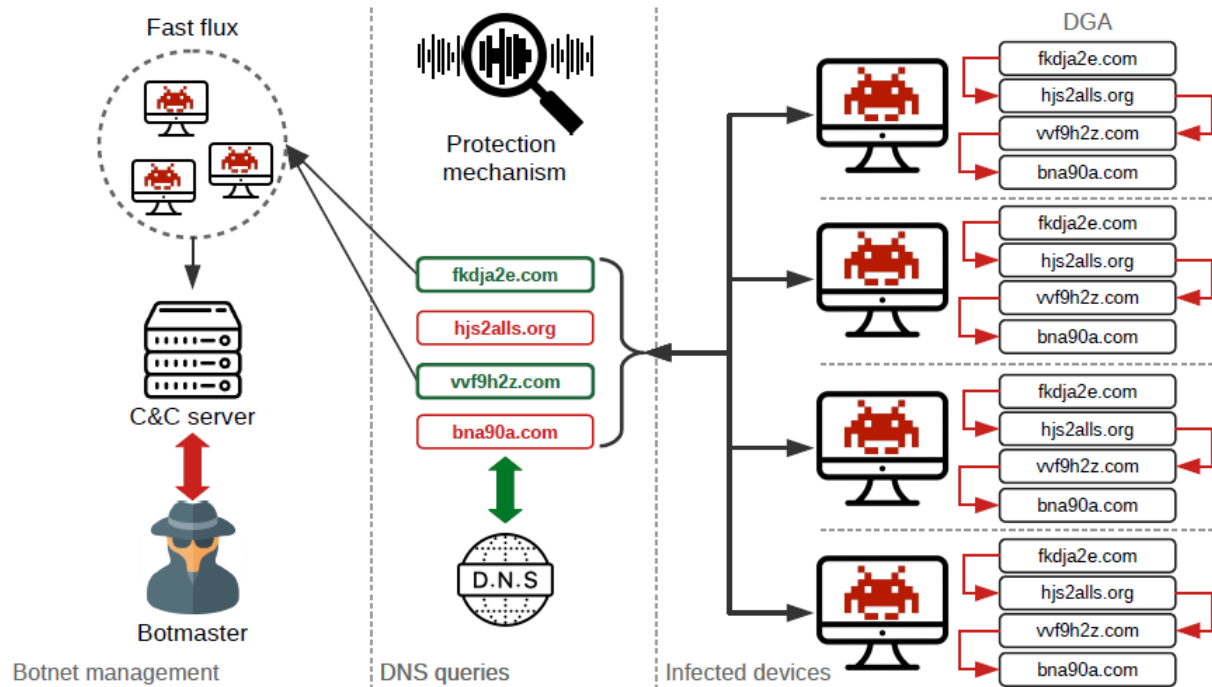 Fast flux
C&C server
Botmaster
Botnet management
Protection
mechanism
fkdja2e.com
hjs2alls.org
vvf9h2z.com
bna90a.com
D.N.S
DNS queries
DGA
fkdja2e.com
hjs2alls.org
vvf9h2z.com
bna90a.com
fkdja2e.com
hjs2alls.org
vvf9h2z.com
bna90a.com
fkdja2e.com
hjs2alls.org
vvf9h2z.com
bna90a.com
fkdja2e.com
hjs2alls.org
vvf9h2z.com
bna90a.com
Infected devices